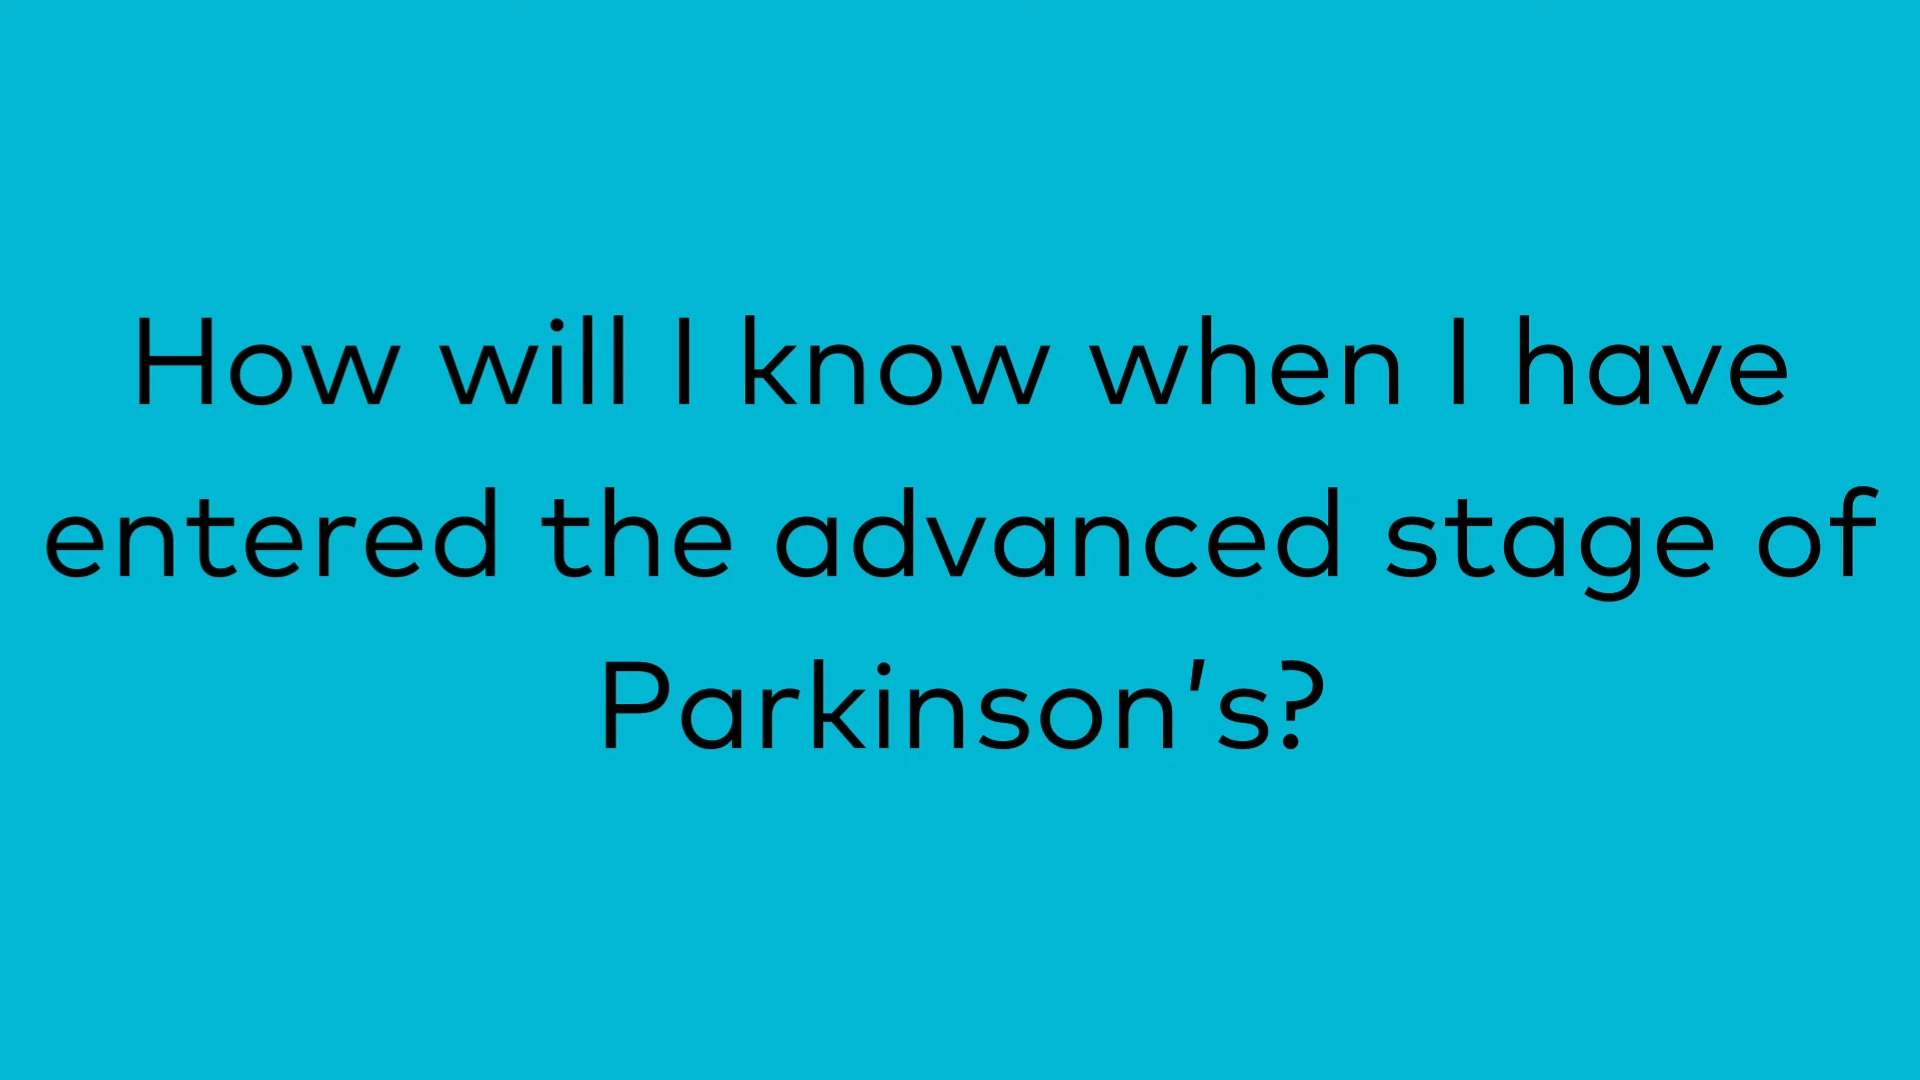 How will I know when I have
entered the advanced stage of
Parkinson's?